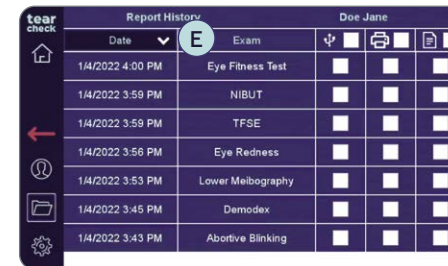 tear
check
Report History
Doe Jane
Date
E
Exam
1/4/2022 4:00 PM Eye Fitness Test
1/4/2022 3:59 PM NIBUT
1/4/2022 3:59 PM TFSE
1/4/2022 3:56 PM Eye Redness
1/4/2022 3:53 PM Lower Meibography
1/4/2022 3:45 PM Demodex
1/4/2022 3:43 PM Abortive Blinking